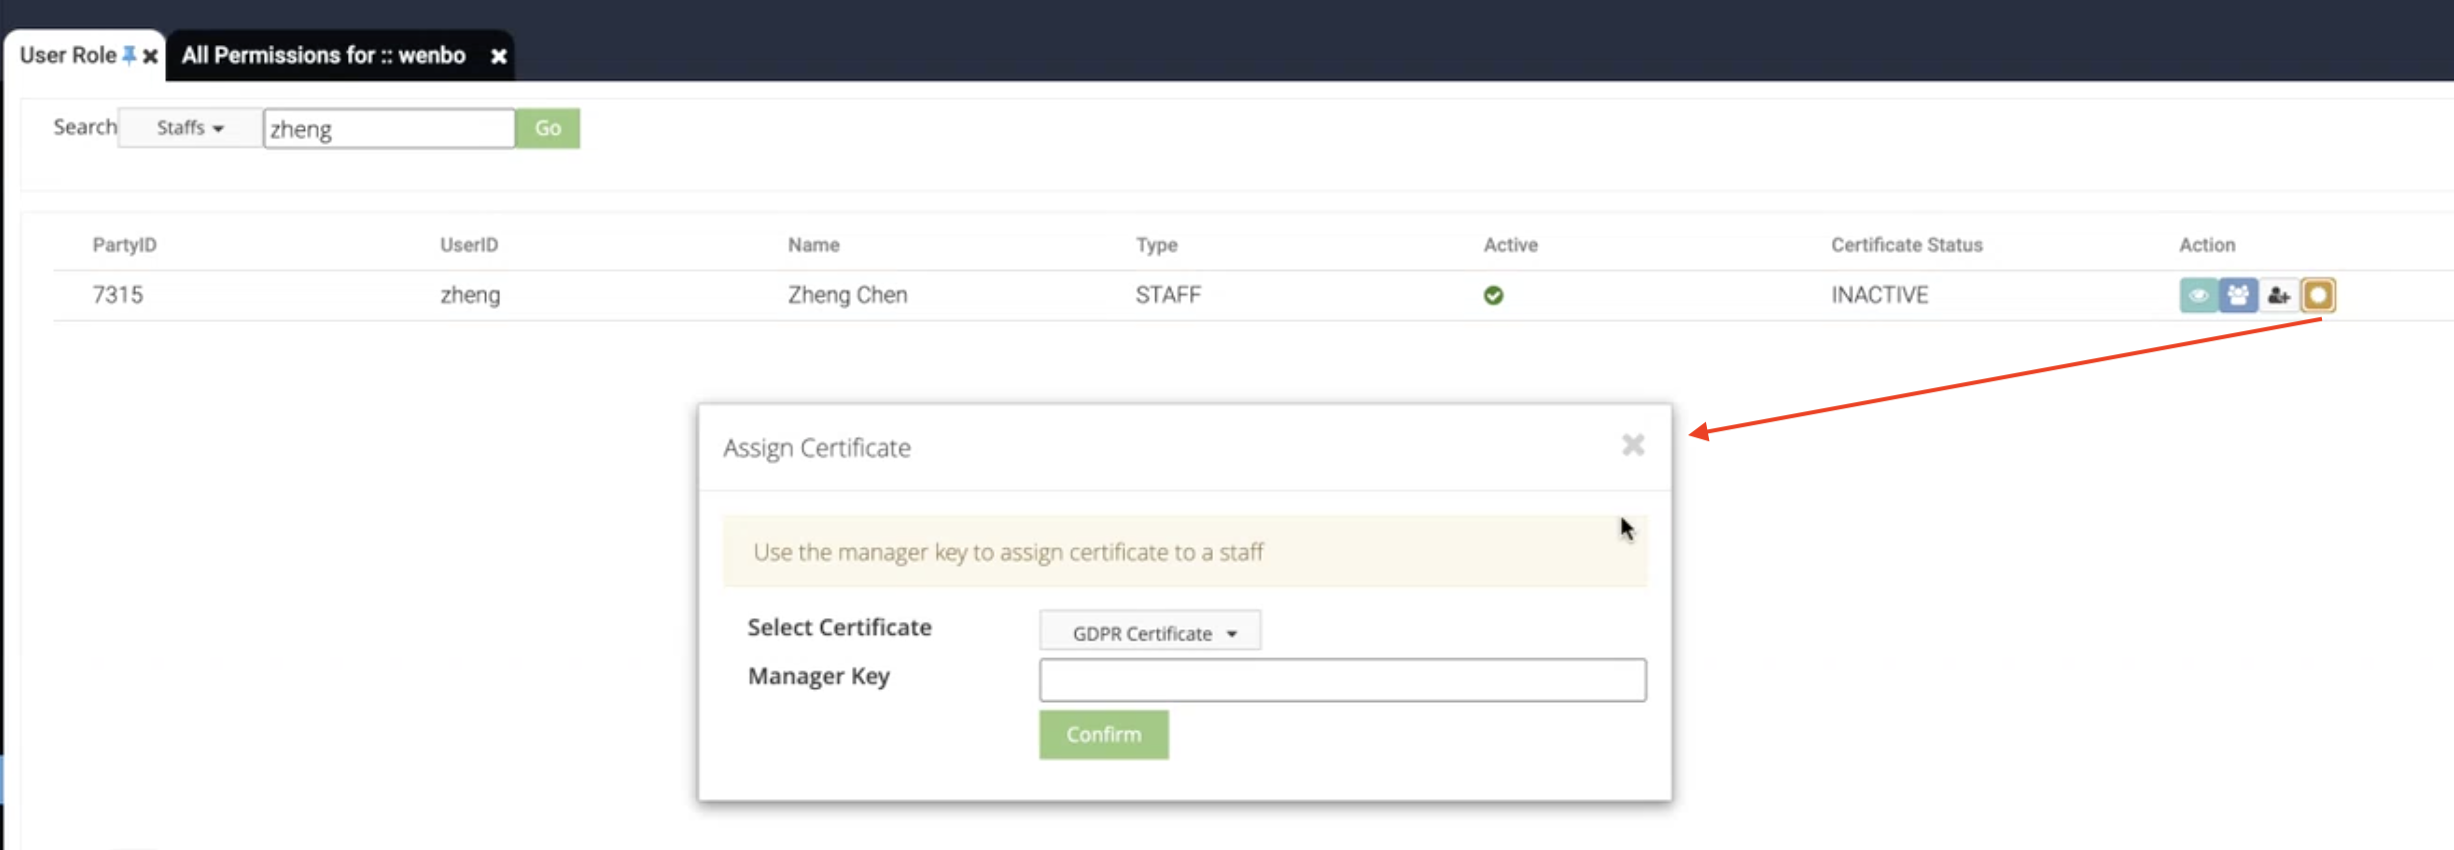 User Role
All Permissions for :: wenbo
Search Staffs zheng Go
PartyID UserID Name Type Active Certificate Status Action
7315 zheng Zheng Chen STAFF INACTIVE
Assign Certificate
Use the manager key to assign certificate to a staff
Select Certificate GDPR Certificate
Manager Key
Confirm